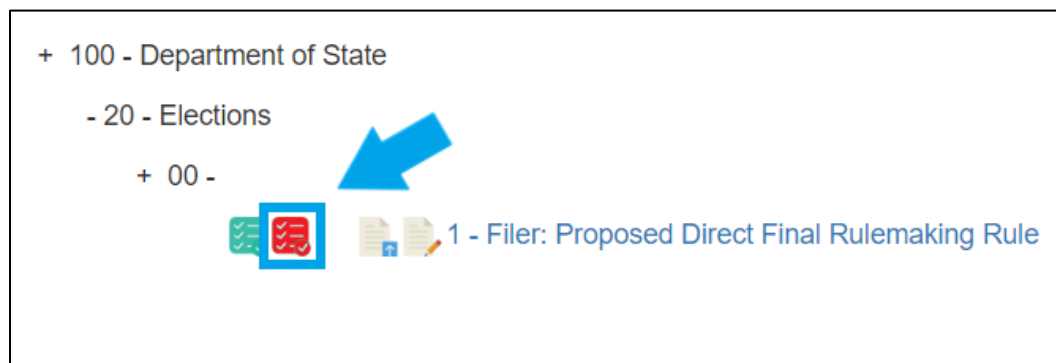 + 100 - Department of State
- 20 - Elections
+ 00 -
1 - Filer: Proposed Direct Final Rulemaking Rule